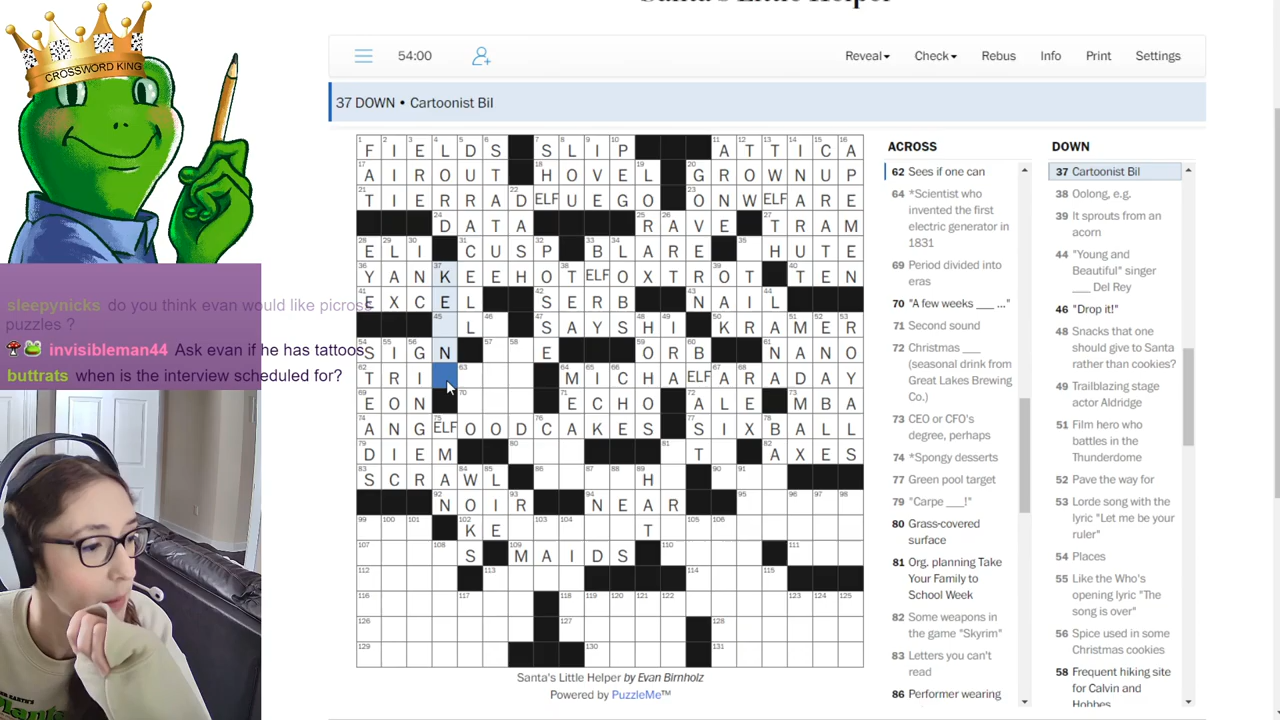 Santa's Little Helper
CROSSWORD KING
54:00
Reveal Check Rebus Info Print Settings
37 DOWN • Cartoonist Bil
F I E L D S S L I P A T T I C A
A I R O U T H O V E L G R O W N U P
T I E R R A D ELF U E G O O N W ELF A R E
D A T A R A V E T R A M
E L I C U S P B L A R E H U T E
Y A N K E E H O T ELF O X T R O T T E N
E X C E S E R B N A I L
L S A Y S H I K R A M E R
S I G N E O R B N A N O
T R I M I C H A ELF A R A D A Y
E O N E C H O A L E M B A
A N G ELF O O D C A K E S S I X B A L L
D I E M T A X E S
S C R A W L H
N O I R N E A R
K E T
S M A I D S
Santa's Little Helper by Evan Birnholz
Powered by PuzzleMe™
ACROSS
62 Sees if one can
64 *Scientist who
invented the first
electric generator in
1831
69 Period divided into
eras
70 "A few weeks ___ ..."
71 Second sound
72 Christmas ___
(seasonal drink from
Great Lakes Brewing
Co.)
73 CEO or CFO's
degree, perhaps
74 *Spongy desserts
77 Green pool target
79 "Carpe ___!"
80 Grass-covered
surface
81 Org. planning Take
Your Family to
School Week
82 Some weapons in
the game "Skyrim"
83 Letters you can't
read
86 Performer wearing
DOWN
37 Cartoonist Bil
38 Oolong, e.g.
39 It sprouts from an
acorn
44 "Young and
Beautiful" singer
___ Del Rey
46 "Drop it!"
48 Snacks that one
should give to Santa
rather than cookies?
49 Trailblazing stage
actor Aldridge
51 Film hero who
battles in the
Thunderdome
52 Pave the way for
53 Lorde song with the
lyric "Let me be your
ruler"
54 Places
55 Like the Who's
opening lyric "The
song is over"
56 Spice used in some
Christmas cookies
58 Frequent hiking site
for Calvin and
Hobbes
sleepynicks do you think evan would like picross
puzzles ?
invisibleman44 Ask evan if he has tattoos
buttrats when is the interview scheduled for?